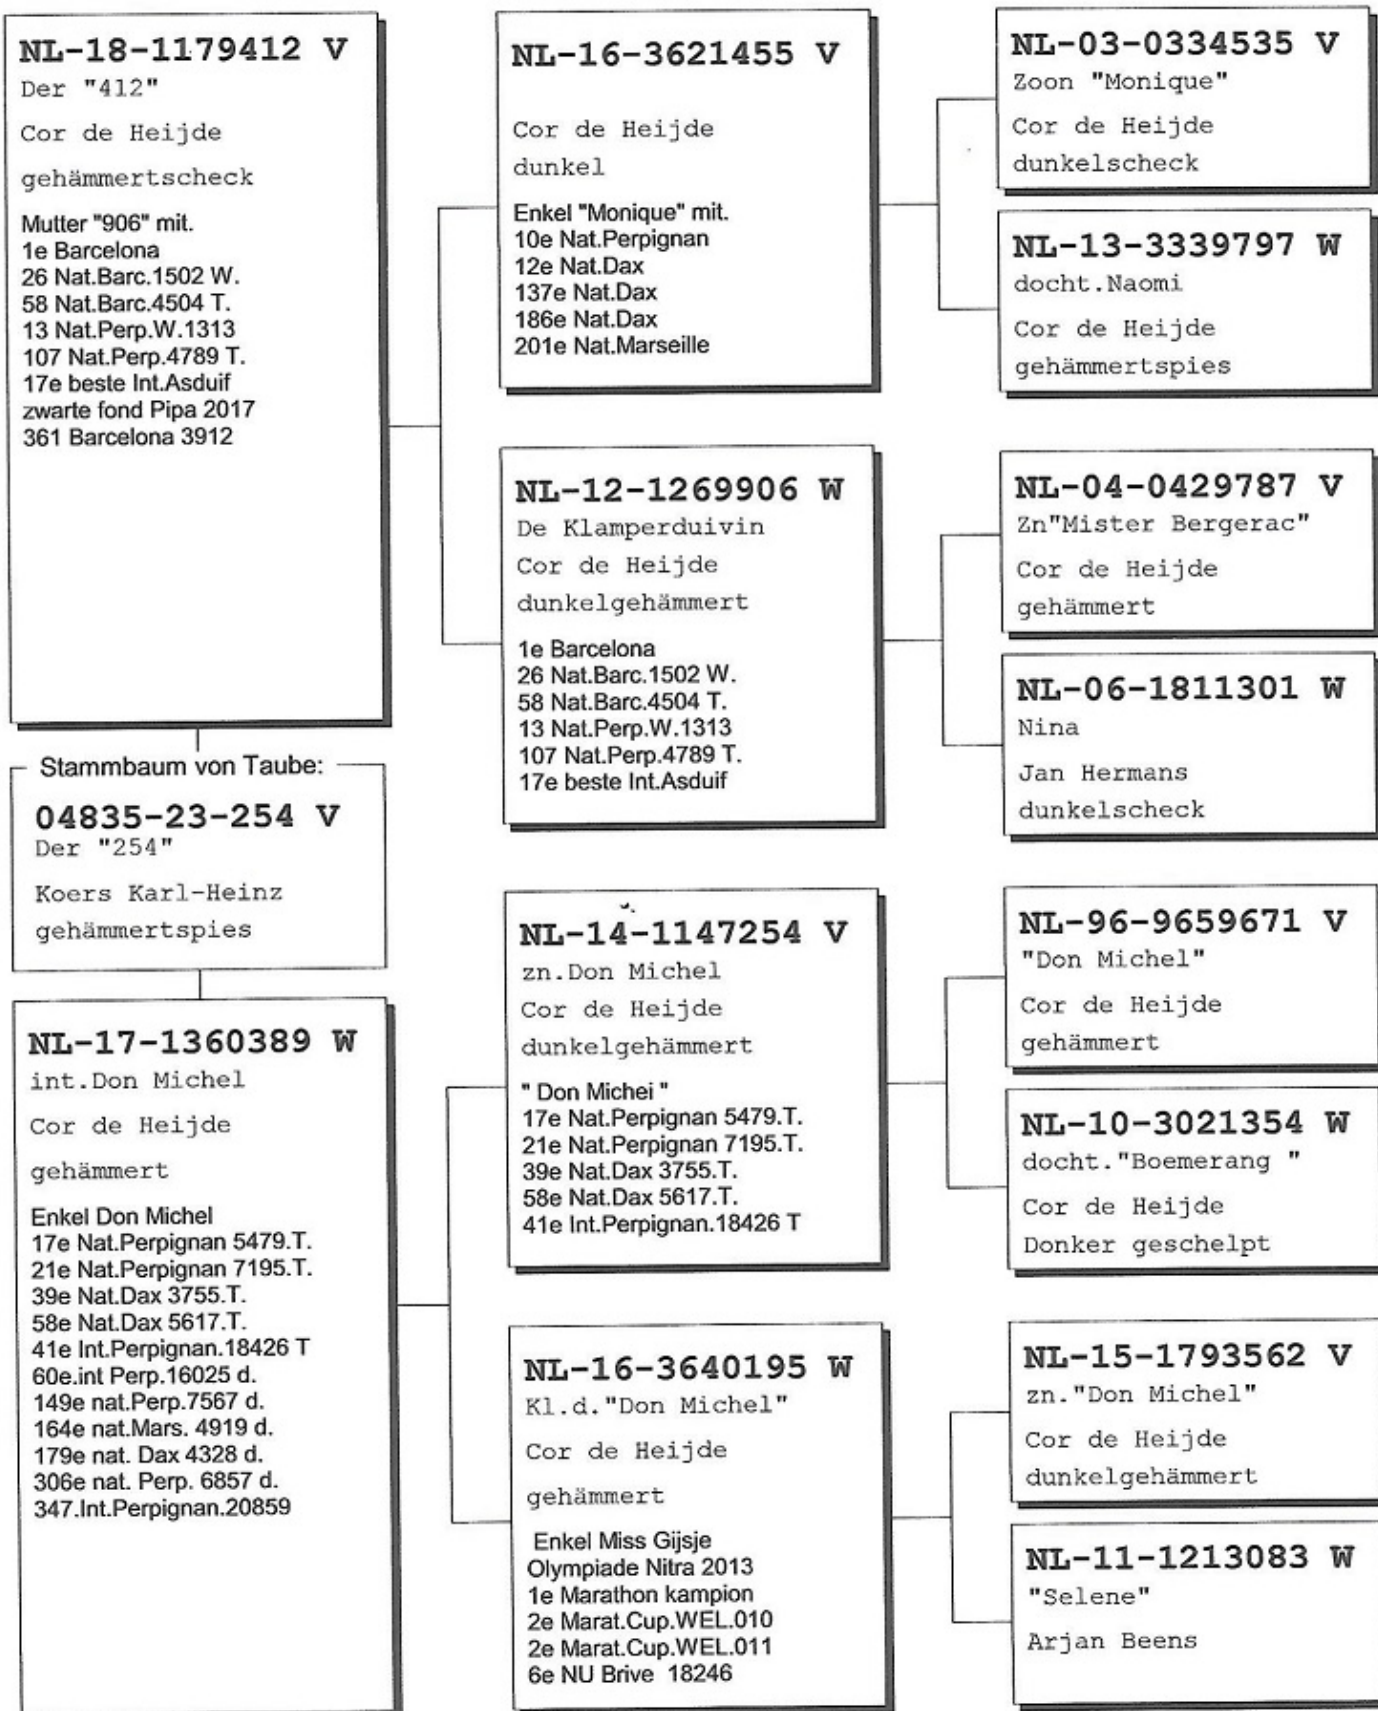 NL-18-1179412 V
Der "412"
Cor de Heijde
gehämmertscheck
Mutter "906" mit.
1e Barcelona
26 Nat.Barc.1502 W.
58 Nat.Barc.4504 T.
13 Nat.Perp.W.1313
107 Nat.Perp.4789 T.
17e beste Int.Asduif
zwarte fond Pipa 2017
361 Barcelona 3912
Stammbaum von Taube:
04835-23-254 V
Der "254"
Koers Karl-Heinz
gehämmertspies
NL-17-1360389 W
int.Don Michel
Cor de Heijde
gehämmert
Enkel Don Michel
17e Nat.Perpignan 5479.T.
21e Nat.Perpignan 7195.T.
39e Nat.Dax 3755.T.
58e Nat.Dax 5617.T.
41e Int.Perpignan.18426 T
60e.int Perp.16025 d.
149e nat.Perp.7567 d.
164e nat.Mars. 4919 d.
179e nat. Dax 4328 d.
306e nat. Perp. 6857 d.
347.Int.Perpignan.20859
NL-16-3621455 V
Cor de Heijde
dunkel
Enkel "Monique" mit.
10e Nat.Perpignan
12e Nat.Dax
137e Nat.Dax
186e Nat.Dax
201e Nat.Marseille
NL-12-1269906 W
De Klamperduivin
Cor de Heijde
dunkelgehämmert
1e Barcelona
26 Nat.Barc.1502 W.
58 Nat.Barc.4504 T.
13 Nat.Perp.W.1313
107 Nat.Perp.4789 T.
17e beste Int.Asduif
NL-14-1147254 V
zn.Don Michel
Cor de Heijde
dunkelgehämmert
" Don Michei "
17e Nat.Perpignan 5479.T.
21e Nat.Perpignan 7195.T.
39e Nat.Dax 3755.T.
58e Nat.Dax 5617.T.
41e Int.Perpignan.18426 T
NL-16-3640195 W
Kl.d."Don Michel"
Cor de Heijde
gehämmert
Enkel Miss Gijsje
Olympiade Nitra 2013
1e Marathon kampion
2e Marat.Cup.WEL.010
2e Marat.Cup.WEL.011
6e NU Brive 18246
NL-03-0334535 V
Zoon "Monique"
Cor de Heijde
dunkelscheck
NL-13-3339797 W
docht.Naomi
Cor de Heijde
gehämmertspies
NL-04-0429787 V
Zn"Mister Bergerac"
Cor de Heijde
gehämmert
NL-06-1811301 W
Nina
Jan Hermans
dunkelscheck
NL-96-9659671 V
"Don Michel"
Cor de Heijde
gehämmert
NL-10-3021354 W
docht."Boemerang "
Cor de Heijde
Donker geschelpt
NL-15-1793562 V
zn."Don Michel"
Cor de Heijde
dunkelgehämmert
NL-11-1213083 W
"Selene"
Arjan Beens